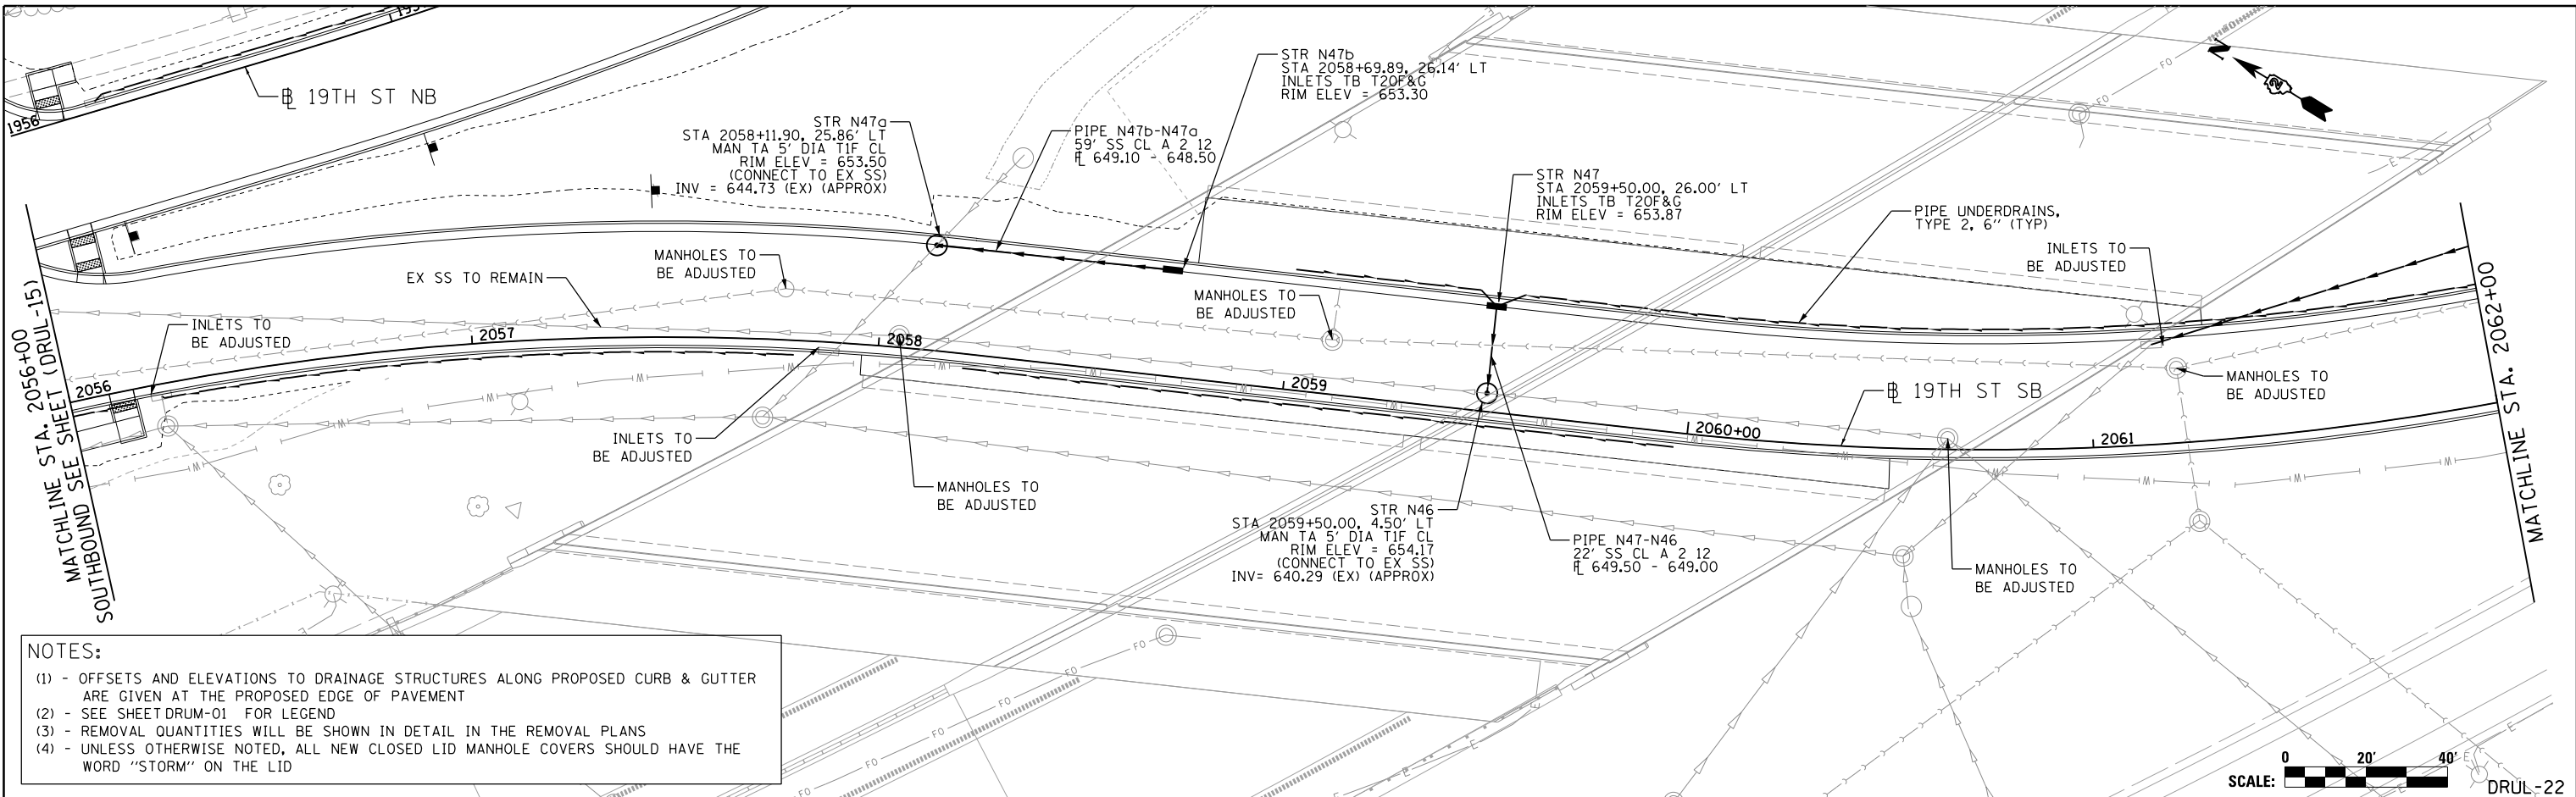 1956
℄ 19TH ST NB
STR N47b
STA 2058+69.89, 26.14' LT
INLETS TB T20F&G
RIM ELEV = 653.30
N
2
STR N47a
STA 2058+11.90, 25.86' LT
MAN TA 5' DIA T1F CL
RIM ELEV = 653.50
(CONNECT TO EX SS)
INV = 644.73 (EX) (APPROX)
PIPE N47b-N47a
59' SS CL A 2 12
FL 649.10 - 648.50
STR N47
STA 2059+50.00, 26.00' LT
INLETS TB T20F&G
RIM ELEV = 653.87
PIPE UNDERDRAINS,
TYPE 2, 6" (TYP)
INLETS TO
BE ADJUSTED
MANHOLES TO
BE ADJUSTED
EX SS TO REMAIN
MANHOLES TO
BE ADJUSTED
INLETS TO
BE ADJUSTED
2056
2057
2058
2059
2060+00
2061
BL 19TH ST SB
MANHOLES TO
BE ADJUSTED
INLETS TO
BE ADJUSTED
MANHOLES TO
BE ADJUSTED
STR N46
STA 2059+50.00, 4.50' LT
MAN TA 5' DIA T1F CL
RIM ELEV = 654.17
(CONNECT TO EX SS)
INV= 640.29 (EX) (APPROX)
PIPE N47-N46
22' SS CL A 2 12
FL 649.50 - 649.00
MANHOLES TO
BE ADJUSTED
MATCHLINE STA. 2056+00
SOUTHBOUND SEE SHEET (DRUL-15)
MATCHLINE STA. 2062+00
NOTES:
(1) - OFFSETS AND ELEVATIONS TO DRAINAGE STRUCTURES ALONG PROPOSED CURB & GUTTER
ARE GIVEN AT THE PROPOSED EDGE OF PAVEMENT
(2) - SEE SHEET DRUM-01 FOR LEGEND
(3) - REMOVAL QUANTITIES WILL BE SHOWN IN DETAIL IN THE REMOVAL PLANS
(4) - UNLESS OTHERWISE NOTED, ALL NEW CLOSED LID MANHOLE COVERS SHOULD HAVE THE
WORD "STORM" ON THE LID
0 20' 40'
SCALE:
DRUL-22